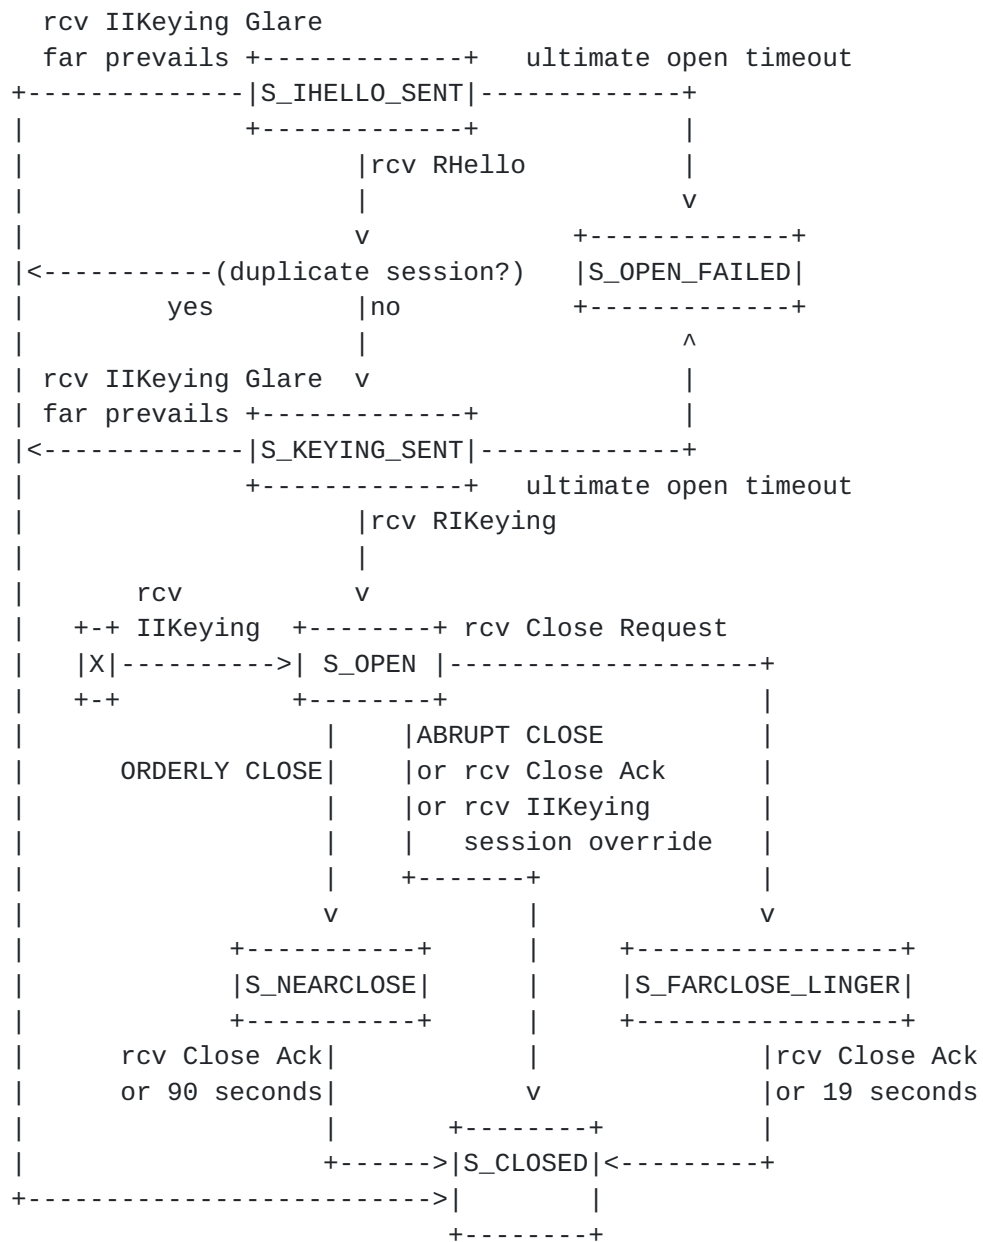 rcv IIKeying Glare
far prevails ultimate open timeout
S_IHELLO_SENT
rcv RHello
(duplicate session?) S_OPEN_FAILED
yes no
rcv IIKeying Glare
far prevails
S_KEYING_SENT
ultimate open timeout
rcv RIKeying
rcv
IIKeying rcv Close Request
X S_OPEN
ABRUPT CLOSE
ORDERLY CLOSE or rcv Close Ack
or rcv IIKeying
session override
S_NEARCLOSE S_FARCLOSE_LINGER
rcv Close Ack rcv Close Ack
or 90 seconds or 19 seconds
S_CLOSED